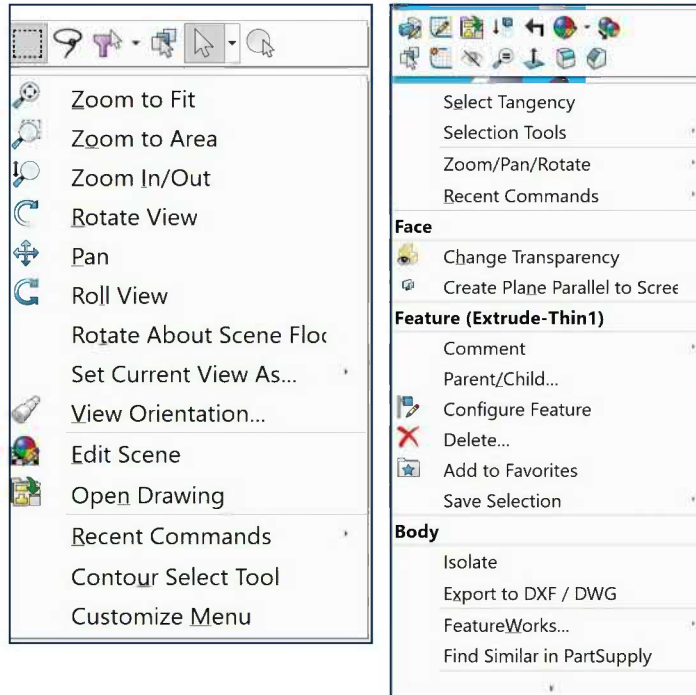 Zoom to Fit
Zoom to Area
Zoom In/Out
Rotate View
Pan
Roll View
Rotate About Scene Floo
Set Current View As...
View Orientation...
Edit Scene
Open Drawing
Recent Commands
Contour Select Tool
Customize Menu
Select Tangency
Selection Tools
Zoom/Pan/Rotate
Recent Commands
Face
Change Transparency
Create Plane Parallel to Scree
Feature (Extrude-Thin1)
Comment
Parent/Child...
Configure Feature
Delete...
Add to Favorites
Save Selection
Body
Isolate
Export to DXF / DWG
FeatureWorks...
Find Similar in PartSupply